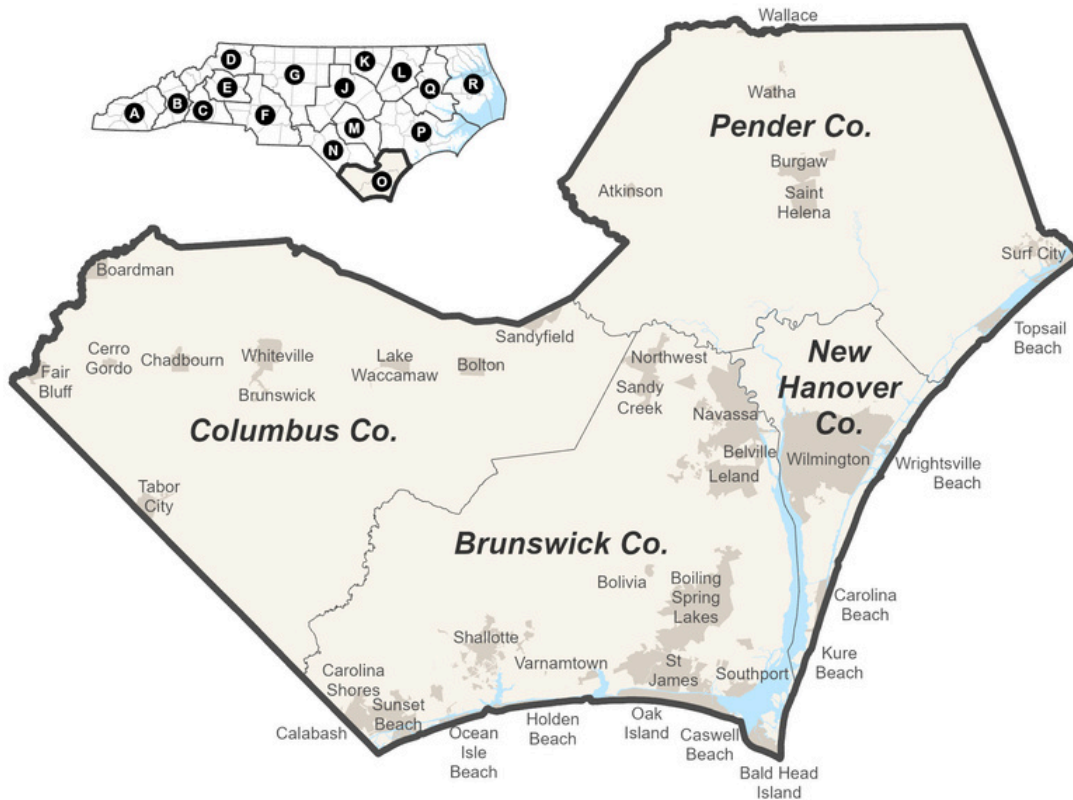 Wallace
D
K
G
L
E
J
Q
R
B
C
A
F
M
P
N
O
Watha
Pender Co.
Burgaw
Atkinson
Saint
Helena
Surf City
Boardman
Topsail
Beach
Sandyfield
Cerro
Gordo
Chadbourn
Whiteville
Lake
Waccamaw
Bolton
Northwest
New
Hanover
Co.
Fair
Bluff
Brunswick
Sandy
Creek
Navassa
Columbus Co.
Belville
Leland
Wilmington
Wrightsville
Beach
Tabor
City
Brunswick Co.
Bolivia
Boiling
Spring
Lakes
Carolina
Beach
Shallotte
Varnamtown
St
James
Southport
Kure
Beach
Carolina
Shores
Sunset
Beach
Calabash
Ocean
Isle
Beach
Holden
Beach
Oak
Island
Caswell
Beach
Bald Head
Island